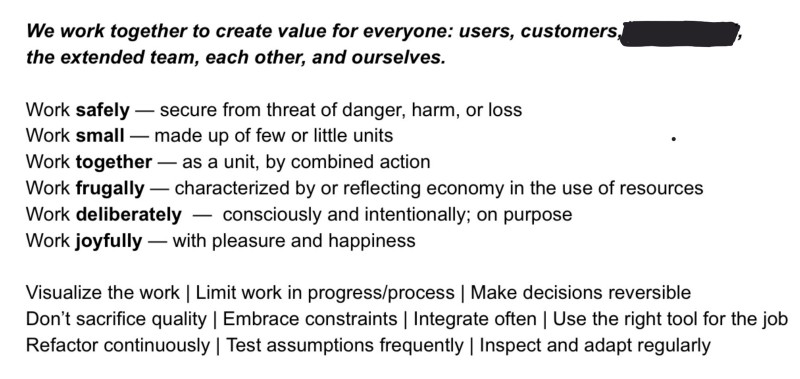 We work together to create value for everyone: users, customers, ,
the extended team, each other, and ourselves.
Work safely — secure from threat of danger, harm, or loss
Work small — made up of few or little units
Work together — as a unit, by combined action
Work frugally — characterized by or reflecting economy in the use of resources
Work deliberately — consciously and intentionally; on purpose
Work joyfully — with pleasure and happiness
Visualize the work | Limit work in progress/process | Make decisions reversible
Don’t sacrifice quality | Embrace constraints | Integrate often | Use the right tool for the job
Refactor continuously | Test assumptions frequently | Inspect and adapt regularly